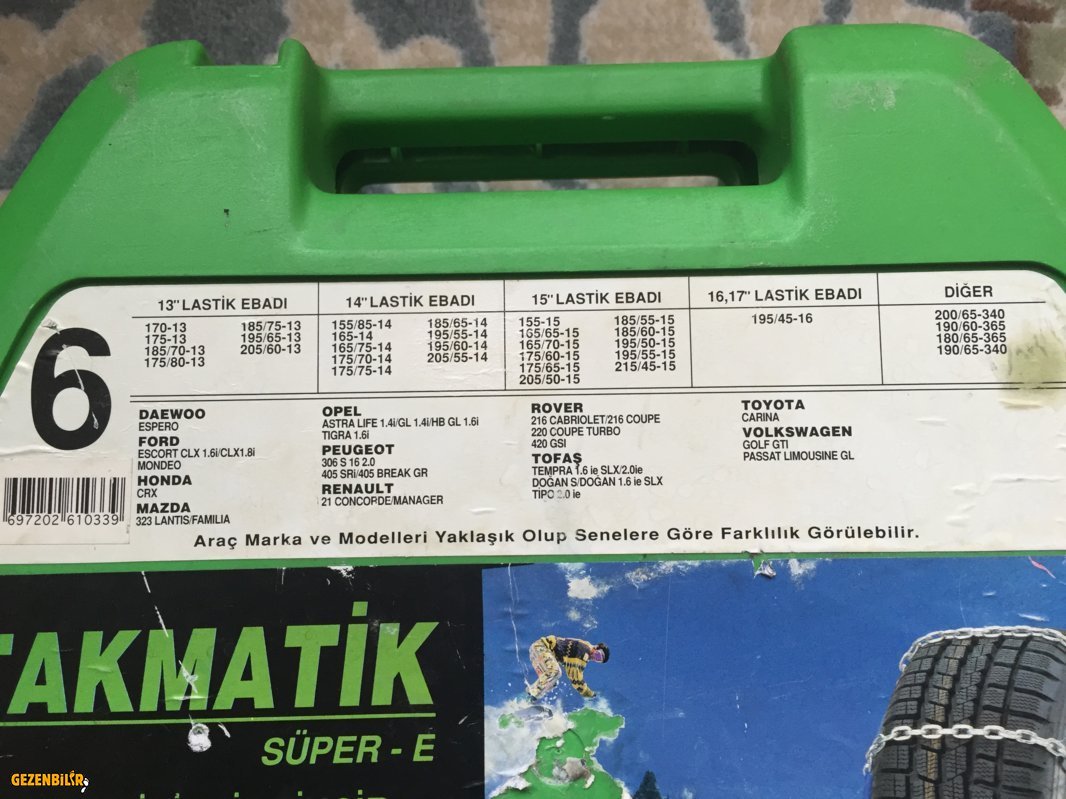 6
13" LASTİK EBADI
170-13
175-13
185/70-13
175/80-13
185/75-13
195/65-13
205/60-13
14" LASTİK EBADI
155/85-14
165-14
165/75-14
175/70-14
175/75-14
185/65-14
195/55-14
195/60-14
205/55-14
15" LASTİK EBADI
155-15
165/65-15
165/70-15
175/60-15
175/65-15
205/50-15
185/55-15
185/60-15
195/50-15
195/55-15
215/45-15
16,17" LASTİK EBADI
195/45-16
DİĞER
200/65-340
190/60-365
180/65-365
190/65-340
DAEWOO
ESPERO
FORD
ESCORT CLX 1.6i/CLX1.8i
MONDEO
HONDA
CRX
MAZDA
323 LANTIS/FAMILIA
OPEL
ASTRA LIFE 1.4i/GL 1.4i/HB GL 1.6i
TIGRA 1.6i
PEUGEOT
306 S 16 2.0
405 SRi/405 BREAK GR
RENAULT
21 CONCORDE/MANAGER
ROVER
216 CABRIOLET/216 COUPE
220 COUPE TURBO
420 GSI
TOFAŞ
TEMPRA 1.6 ie SLX/2.0ie
DOĞAN S/DOĞAN 1.6 ie SLX
TİPO 2.0 ie
TOYOTA
CARINA
VOLKSWAGEN
GOLF GTI
PASSAT LIMOUSINE GL
697202 610339
Araç Marka ve Modelleri Yaklaşık Olup Senelere Göre Farklılık Görülebilir.
TAKMATİK
SÜPER - E
GEZENBİLİR